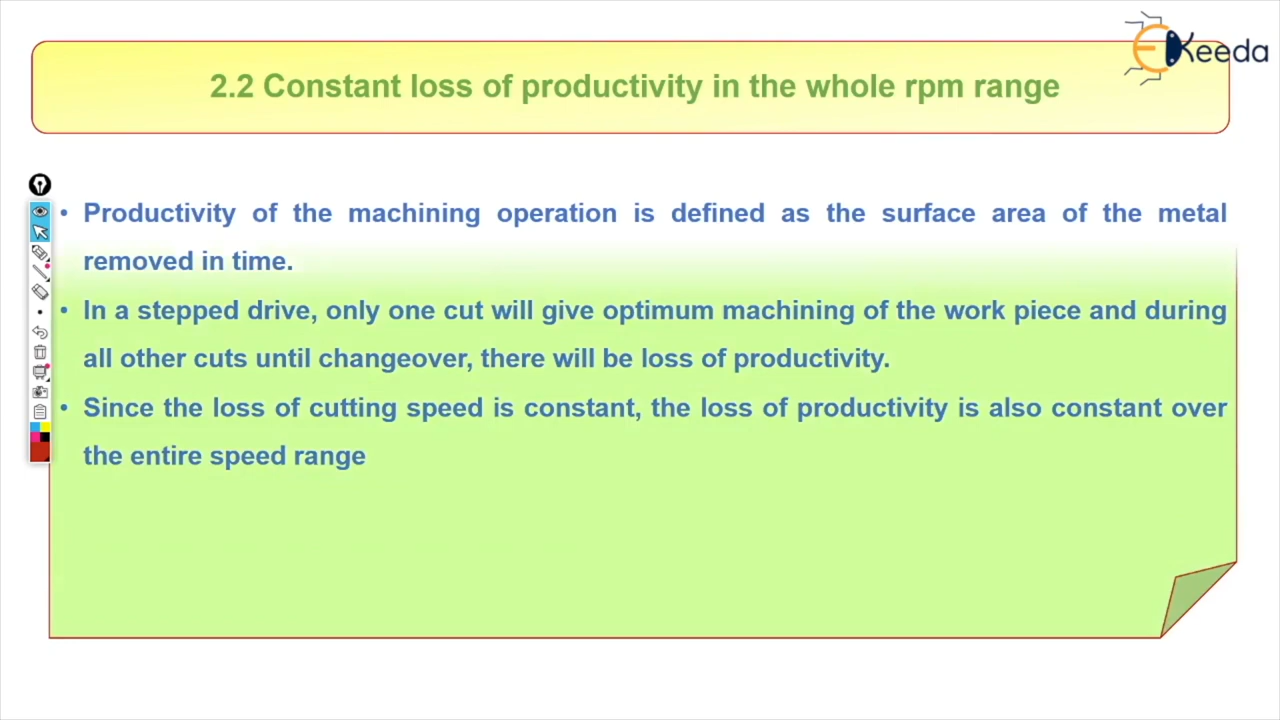 EKeeda
2.2 Constant loss of productivity in the whole rpm range
• Productivity of the machining operation is defined as the surface area of the metal
removed in time.
• In a stepped drive, only one cut will give optimum machining of the work piece and during
all other cuts until changeover, there will be loss of productivity.
• Since the loss of cutting speed is constant, the loss of productivity is also constant over
the entire speed range